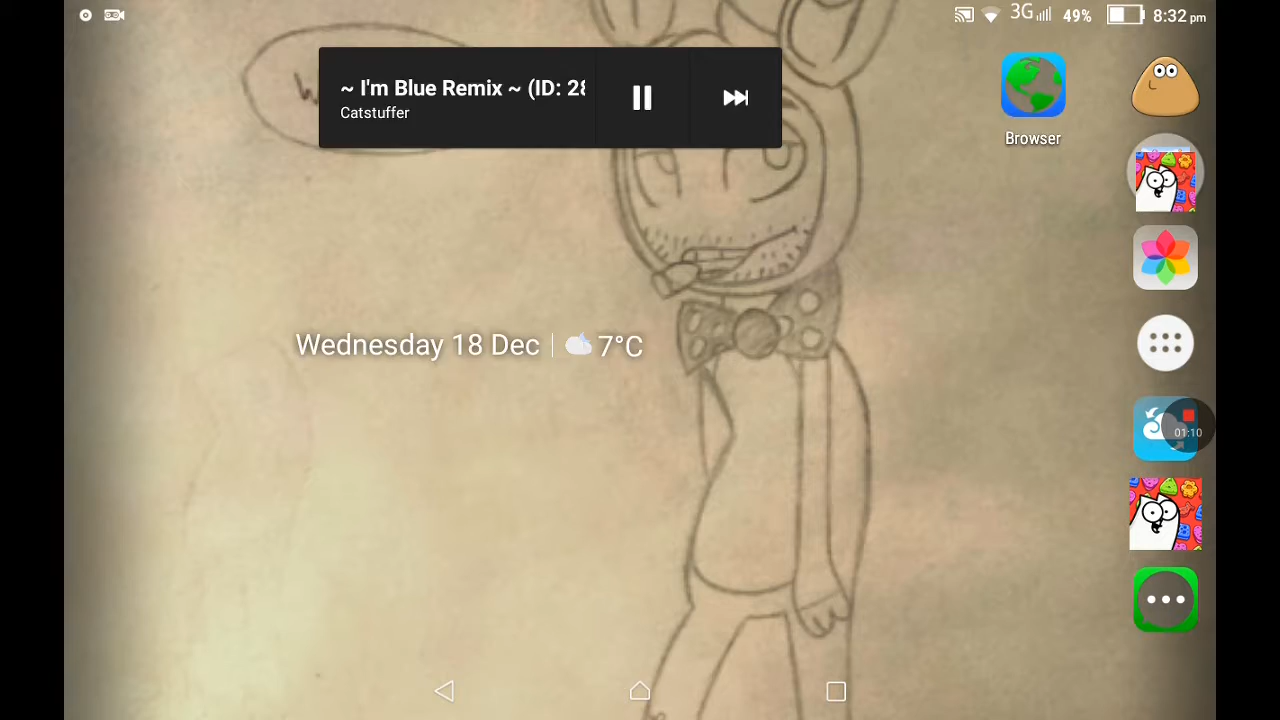 3G 49% 8:32 pm
~ I'm Blue Remix ~ (ID: 28
Catstuffer
Browser
Wednesday 18 Dec 7°C
01:10